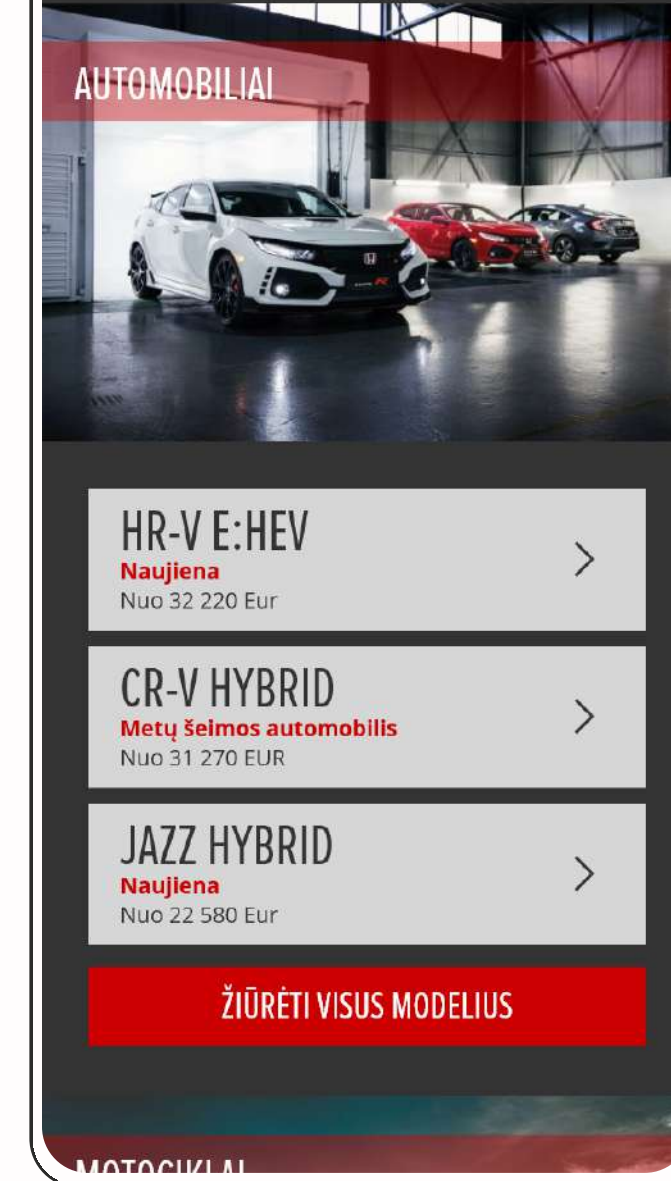 AUTOMOBILIAI
HR-V E:HEV
Naujiena
Nuo 32 220 Eur
CR-V HYBRID
Metų šeimos automobilis
Nuo 31 270 EUR
JAZZ HYBRID
Naujiena
Nuo 22 580 Eur
ŽIŪRĖTI VISUS MODELIUS
MOTOCIKLAI